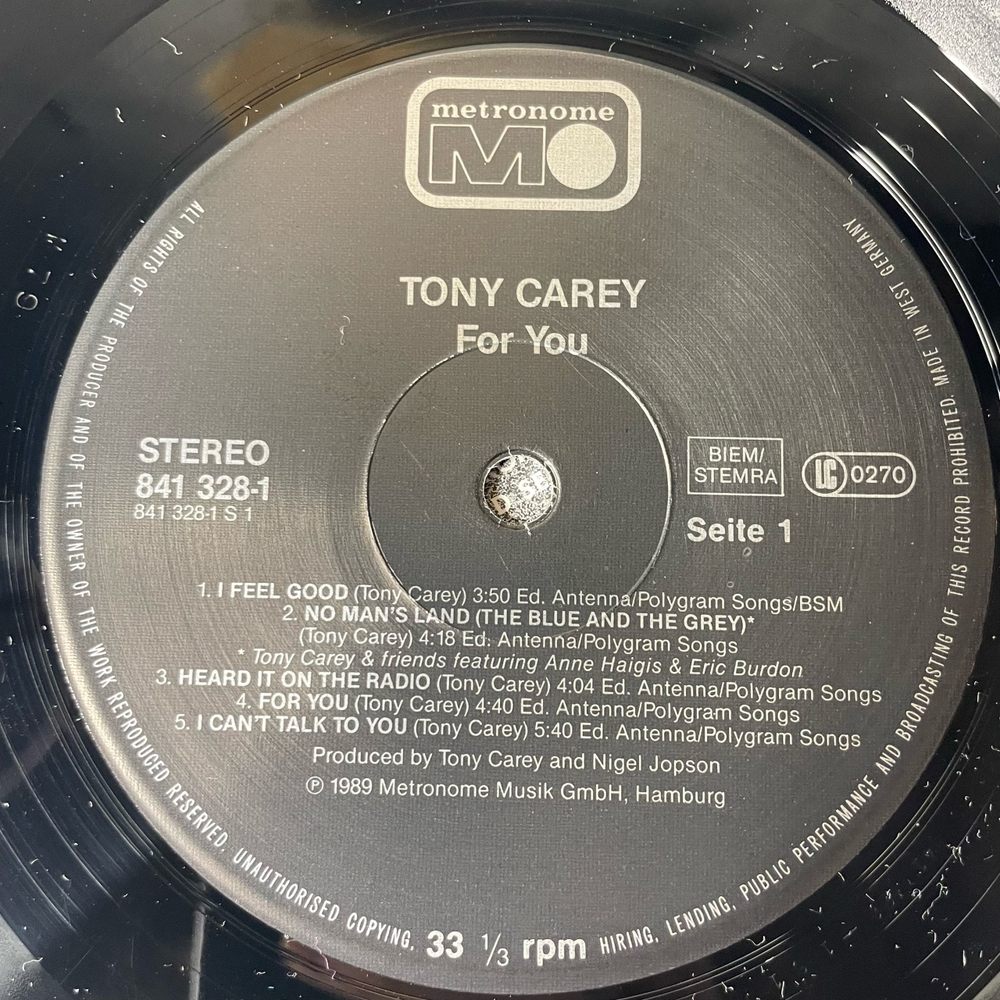 metronome
MO
TONY CAREY
For You
STEREO
841 328-1
841 328-1 S 1
BIEM/
STEMRA
LC 0270
Seite 1
1. I FEEL GOOD (Tony Carey) 3:50 Ed. Antenna/Polygram Songs/BSM
2. NO MAN'S LAND (THE BLUE AND THE GREY)*
(Tony Carey) 4:18 Ed. Antenna/Polygram Songs
* Tony Carey & friends featuring Anne Haigis & Eric Burdon
3. HEARD IT ON THE RADIO (Tony Carey) 4:04 Ed. Antenna/Polygram Songs
4. FOR YOU (Tony Carey) 4:40 Ed. Antenna/Polygram Songs
5. I CAN'T TALK TO YOU (Tony Carey) 5:40 Ed. Antenna/Polygram Songs
Produced by Tony Carey and Nigel Jopson
℗ 1989 Metronome Musik GmbH, Hamburg
ALL RIGHTS OF THE PRODUCER AND OF THE OWNER OF THE WORK REPRODUCED RESERVED. UNAUTHORISED COPYING, HIRING, LENDING, PUBLIC PERFORMANCE AND BROADCASTING OF THIS RECORD PROHIBITED. MADE IN WEST GERMANY
33 1/3 rpm